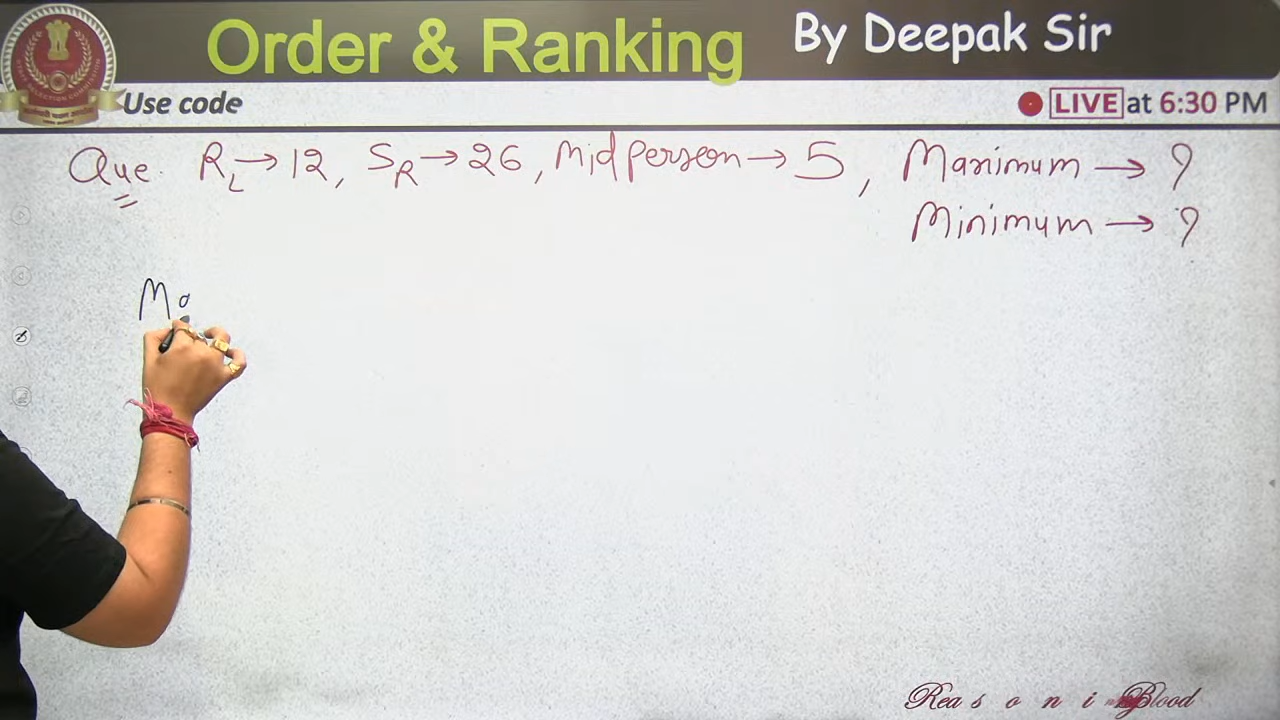 Order & Ranking By Deepak Sir
Use code
LIVE at 6:30 PM
Que. R_L → 12, S_R → 26, Mid person → 5, Maximum → ?
Minimum → ?
Ma